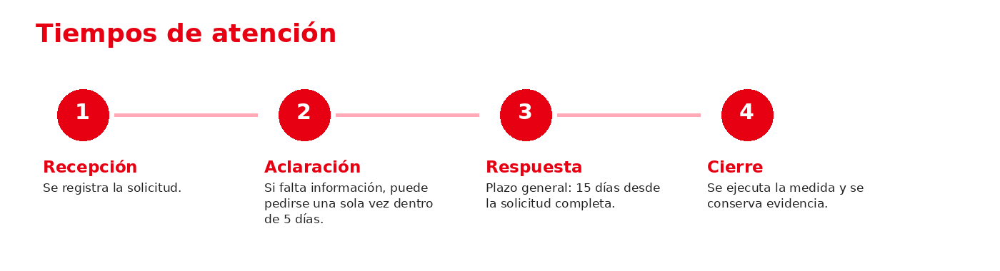 Tiempos de atención
1
2
3
4
Recepción
Se registra la solicitud.
Aclaración
Si falta información, puede
pedirse una sola vez dentro
de 5 días.
Respuesta
Plazo general: 15 días desde
la solicitud completa.
Cierre
Se ejecuta la medida y se
conserva evidencia.